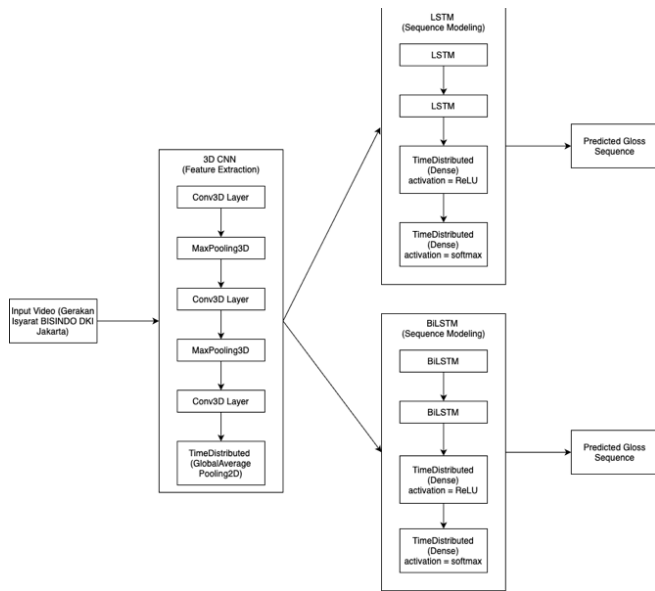 Input Video (Gerakan
Isyarat BISINDO DKI
Jakarta)
3D CNN
(Feature Extraction)
Conv3D Layer
MaxPooling3D
Conv3D Layer
MaxPooling3D
Conv3D Layer
TimeDistributed
(GlobalAverage
Pooling2D)
LSTM
(Sequence Modeling)
LSTM
LSTM
TimeDistributed
(Dense)
activation = ReLU
TimeDistributed
(Dense)
activation = softmax
Predicted Gloss
Sequence
BiLSTM
(Sequence Modeling)
BiLSTM
BiLSTM
TimeDistributed
(Dense)
activation = ReLU
TimeDistributed
(Dense)
activation = softmax
Predicted Gloss
Sequence